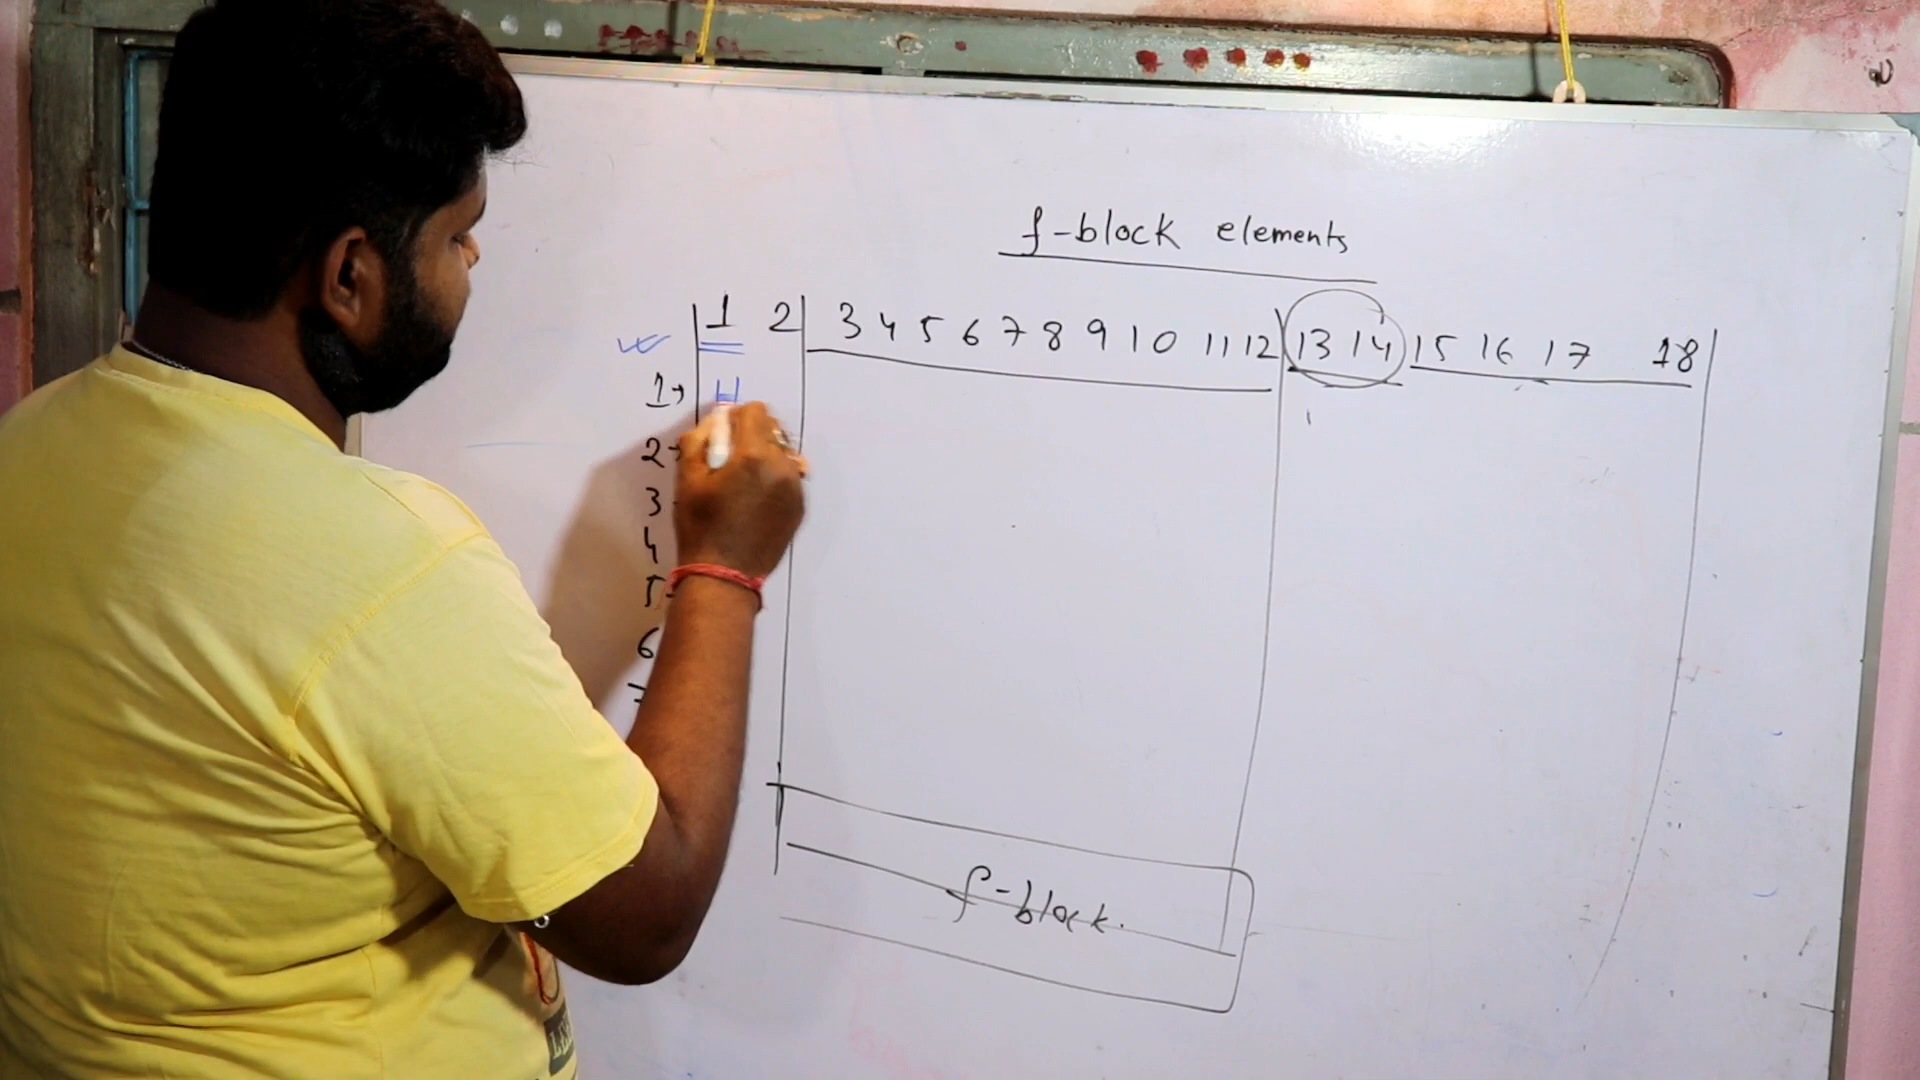 f-block elements
1 2 3 4 5 6 7 8 9 10 11 12 13 14 15 16 17 18
1→ H
2→
3
4
5
6
7
f-block.